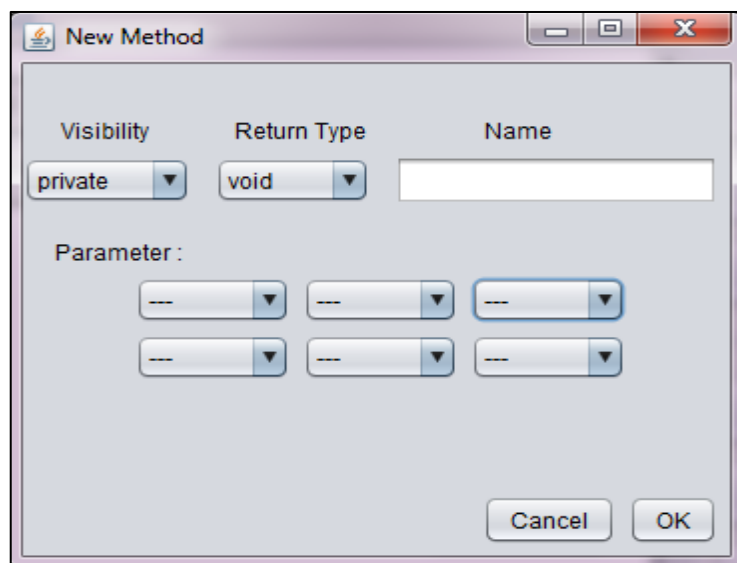 New Method
Visibility Return Type Name
private void
Parameter :
--- --- ---
--- --- ---
Cancel OK